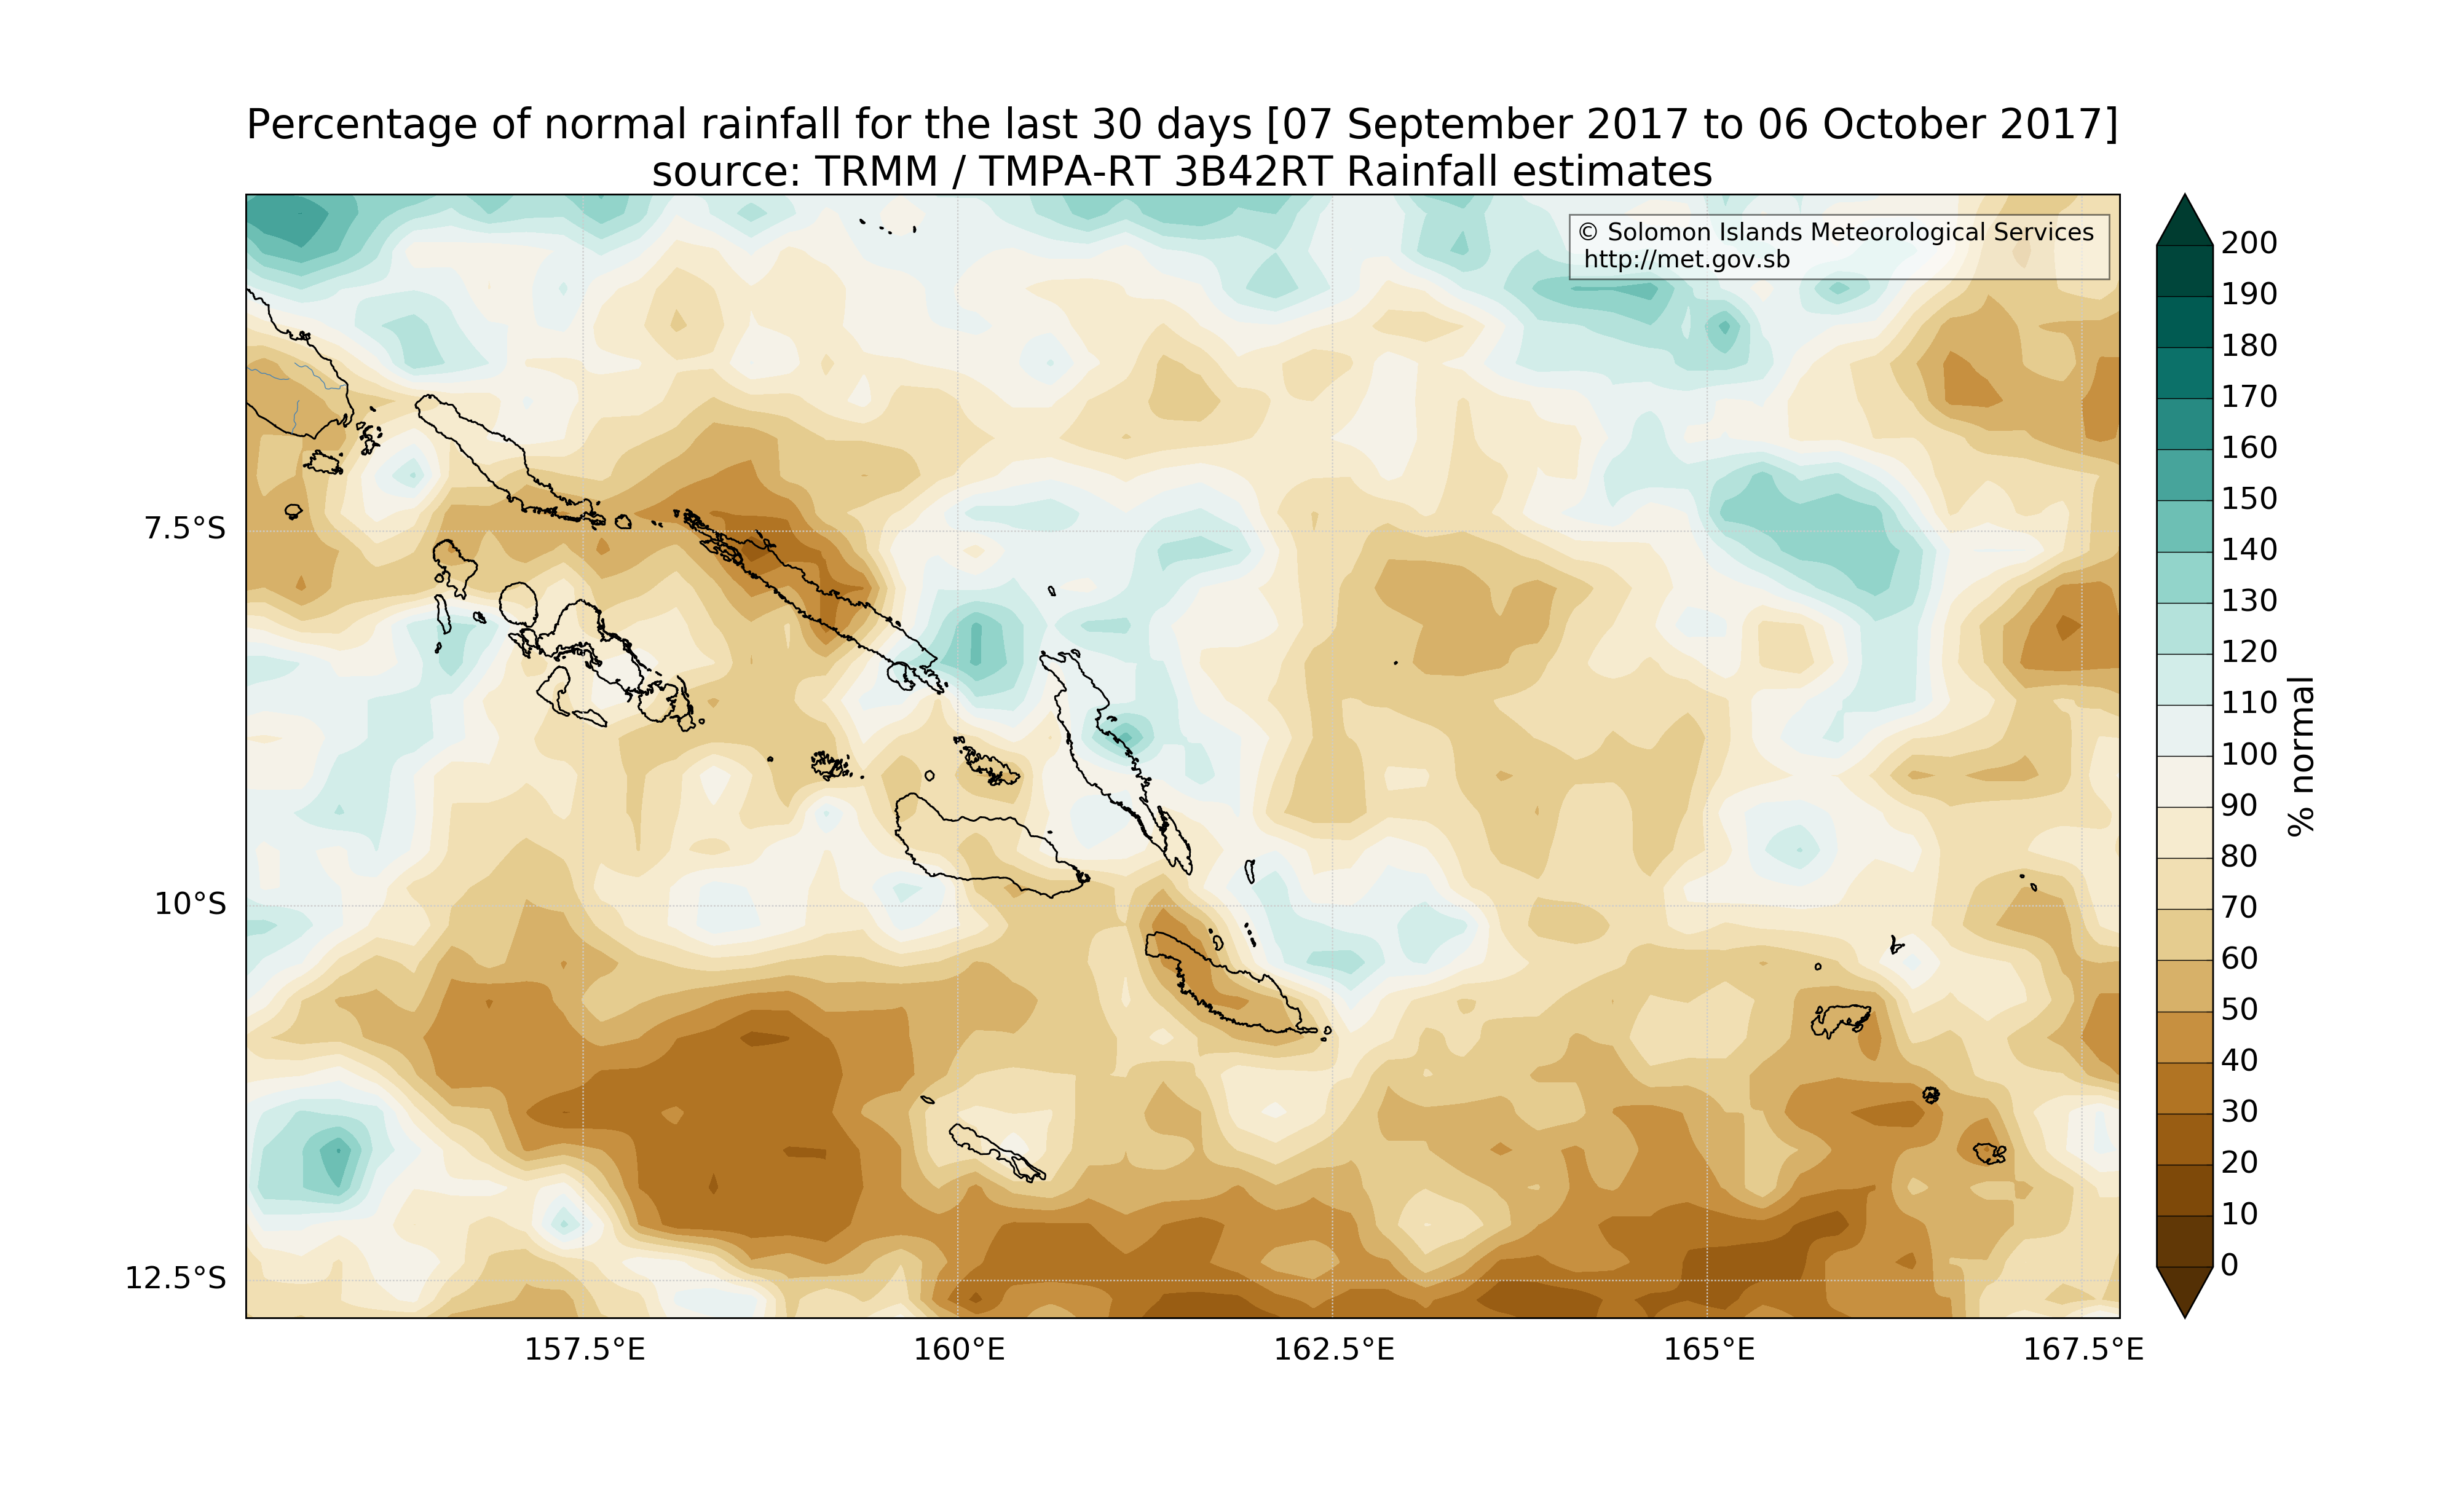 Percentage of normal rainfall for the last 30 days [07 September 2017 to 06 October 2017]
source: TRMM / TMPA-RT 3B42RT Rainfall estimates
© Solomon Islands Meteorological Services
http://met.gov.sb
7.5°S
10°S
12.5°S
157.5°E
160°E
162.5°E
165°E
167.5°E
200
190
180
170
160
150
140
130
120
110
100
90
80
70
60
50
40
30
20
10
0
% normal